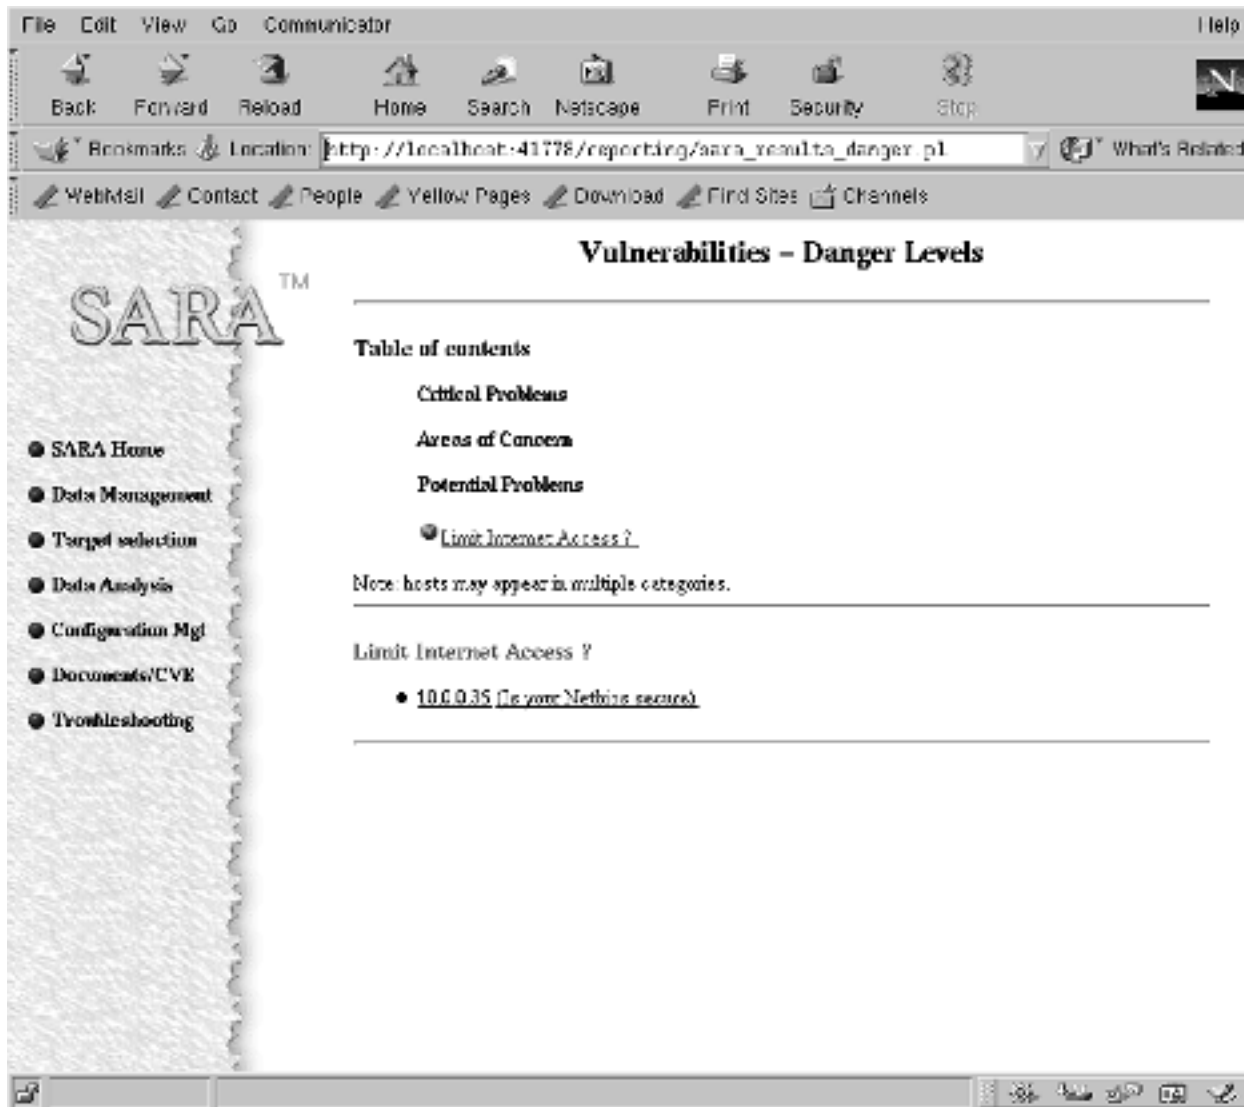 File Edit View Go Communicator Help
Back Forward Reload Home Search Netscape Print Security Stop
N
Bookmarks Location: http://localhost:41778/reporting/sara_results_danger.pl What's Related
WebMail Contact People Yellow Pages Download Find Sites Channels
Vulnerabilities – Danger Levels
SARA TM
Table of contents
Critical Problems
Areas of Concern
Potential Problems
Limit Internet Access ?
Note: hosts may appear in multiple categories.
Limit Internet Access ?
10.0.0.35 (Is your Netbios secure)
SARA Home
Data Management
Target selection
Data Analysis
Configuration Mgt
Documents/CVE
Troubleshooting